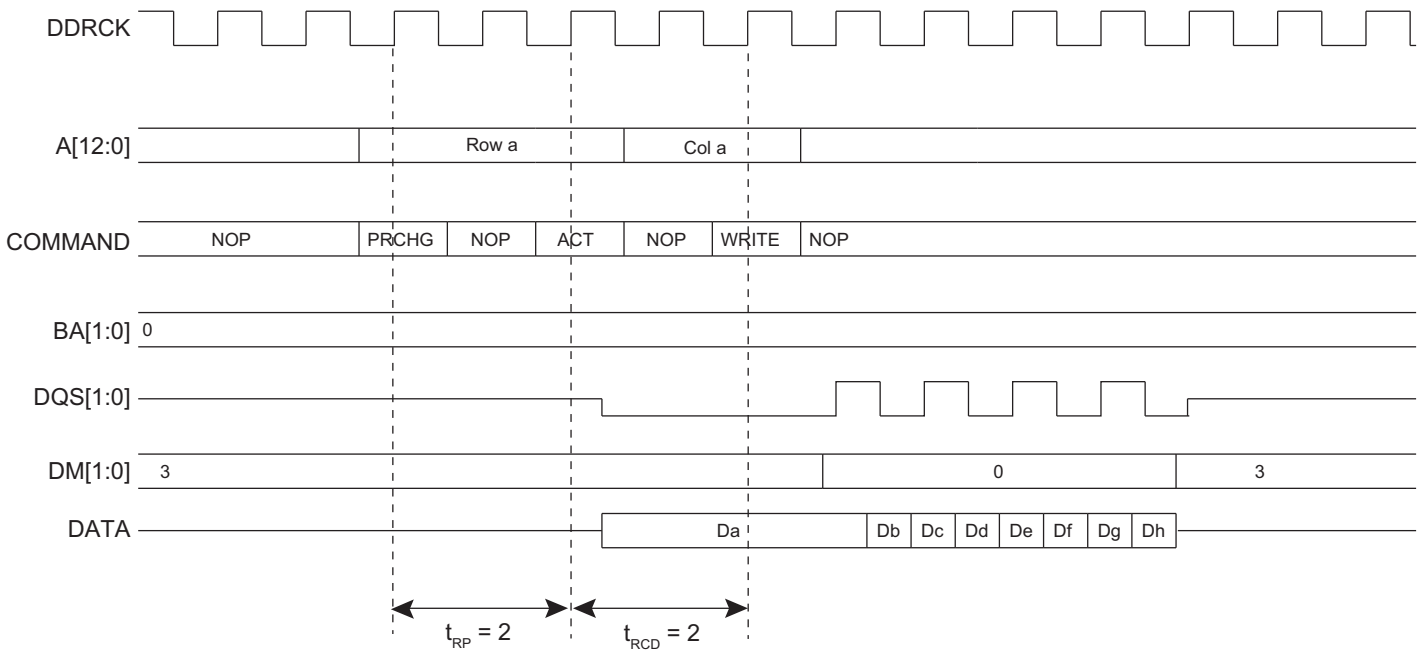 DDRCK
A[12:0] Row a Col a
COMMAND NOP PRCHG NOP ACT NOP WRITE NOP
BA[1:0] 0
DQS[1:0]
DM[1:0] 3 0 3
DATA Da Db Dc Dd De Df Dg Dh
tRP = 2 tRCD = 2